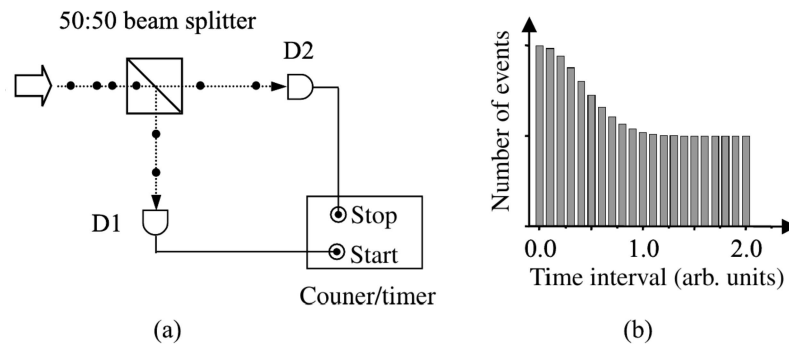 50:50 beam splitter
D2
D1
Stop
Start
Couner/timer
(a)
Number of events
0.0 1.0 2.0
Time interval (arb. units)
(b)